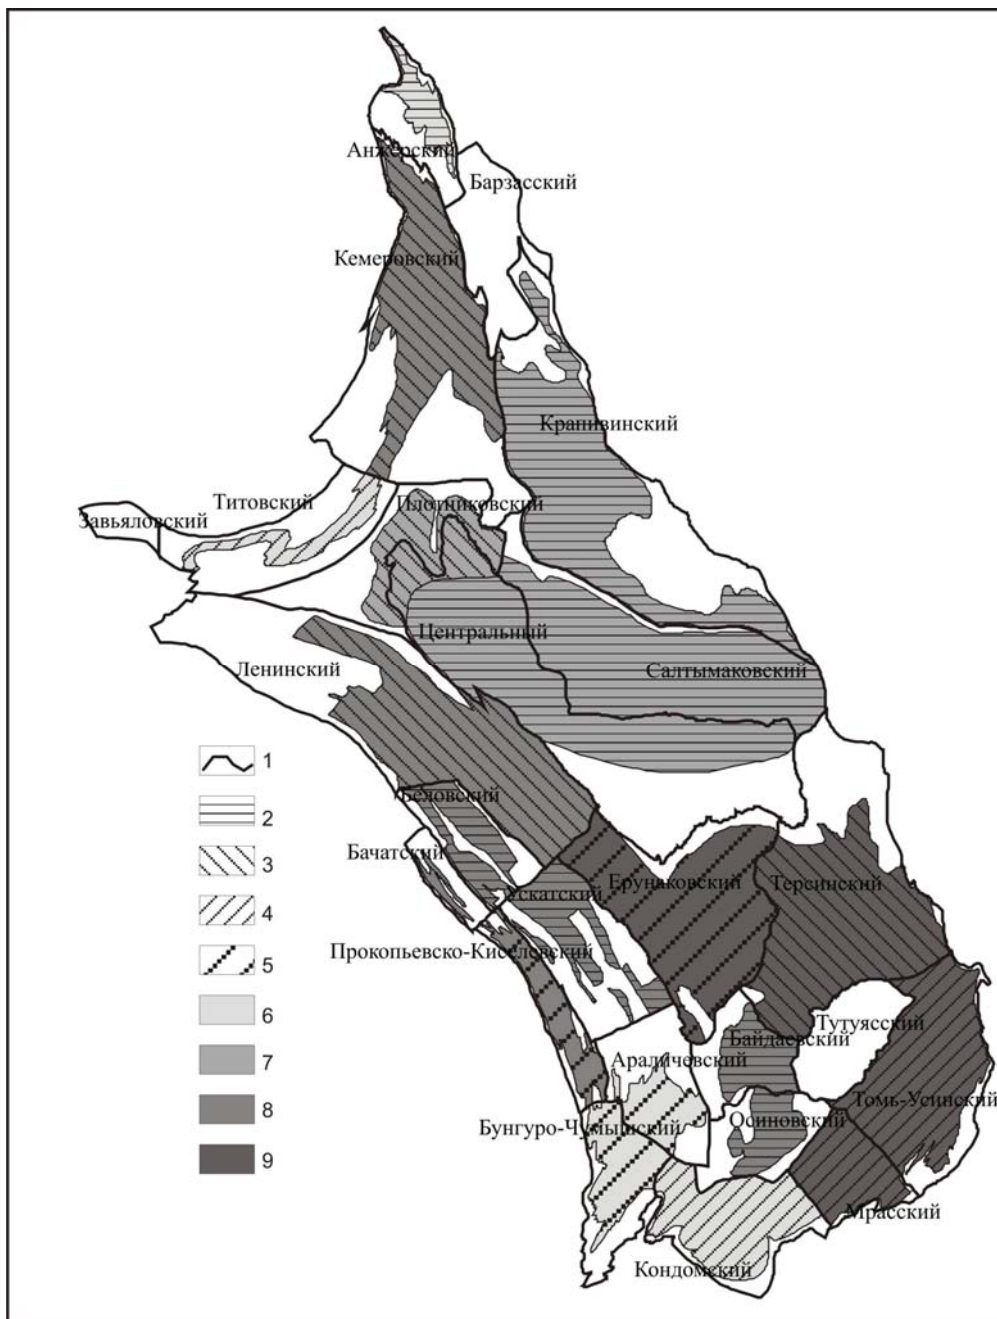 Анжерский
Барзасский
Кемеровский
Крапивинский
Титовский
Плотниковский
Завьяловский
Центральный
Ленинский
Салтымаковский
1
2
3
4
5
6
7
8
9
Беловский
Бачатский
Ускатский
Ерунаковский
Терсинский
Прокопьевско-Киселевский
Тутуясский
Байдаевский
Араличевский
Томь-Усинский
Бунгуро-Чумышский
Осиновский
Мрасский
Кондомский